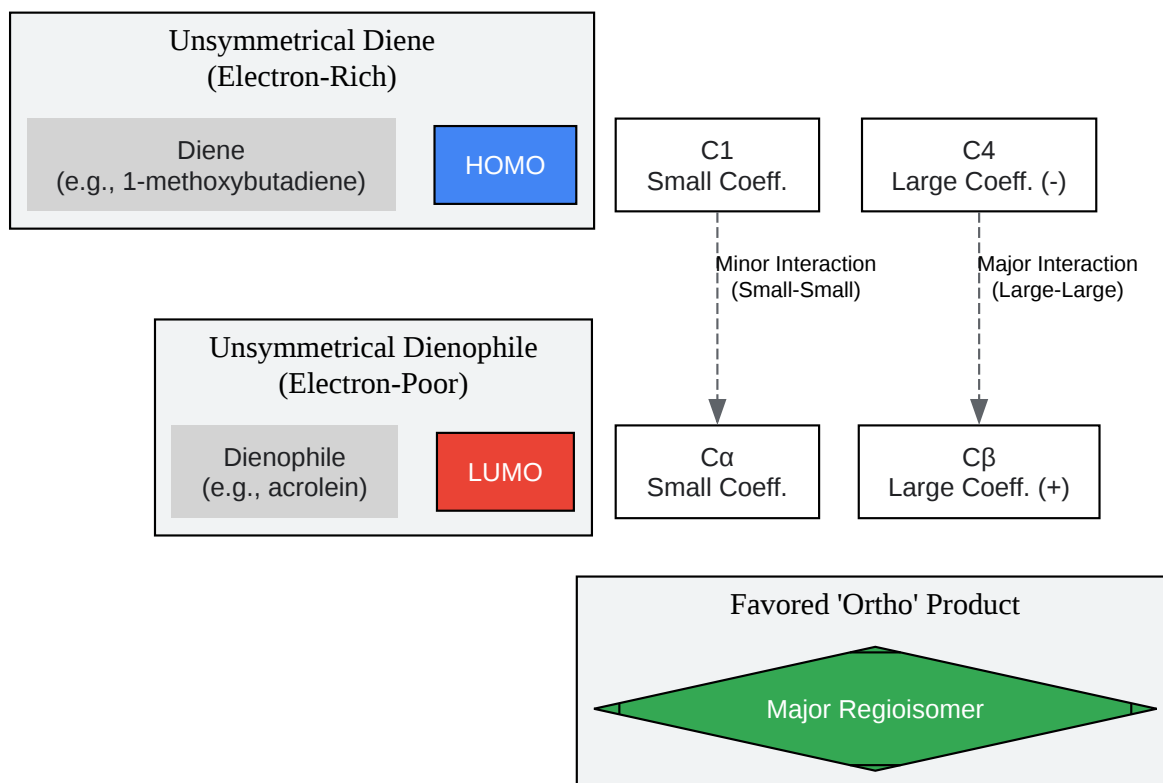 Unsymmetrical Diene
(Electron-Rich)
Diene
(e.g., 1-methoxybutadiene)
HOMO
C1
Small Coeff.
C4
Large Coeff. (-)
Minor Interaction
(Small-Small)
Major Interaction
(Large-Large)
Unsymmetrical Dienophile
(Electron-Poor)
Dienophile
(e.g., acrolein)
LUMO
Cα
Small Coeff.
Cβ
Large Coeff. (+)
Favored 'Ortho' Product
Major Regioisomer